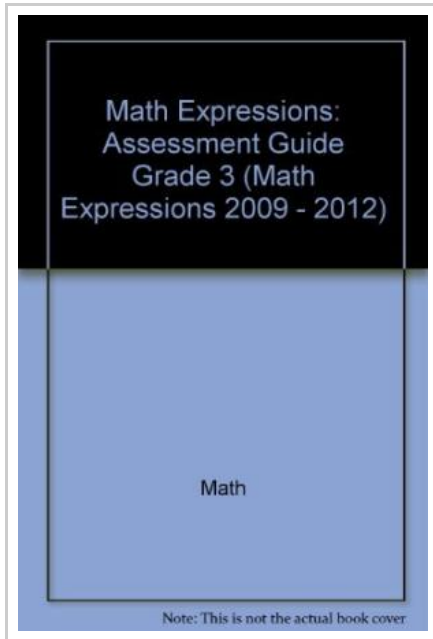 Math Expressions:
Assessment Guide
Grade 3 (Math
Expressions 2009 - 2012)
Math
Note: This is not the actual book cover